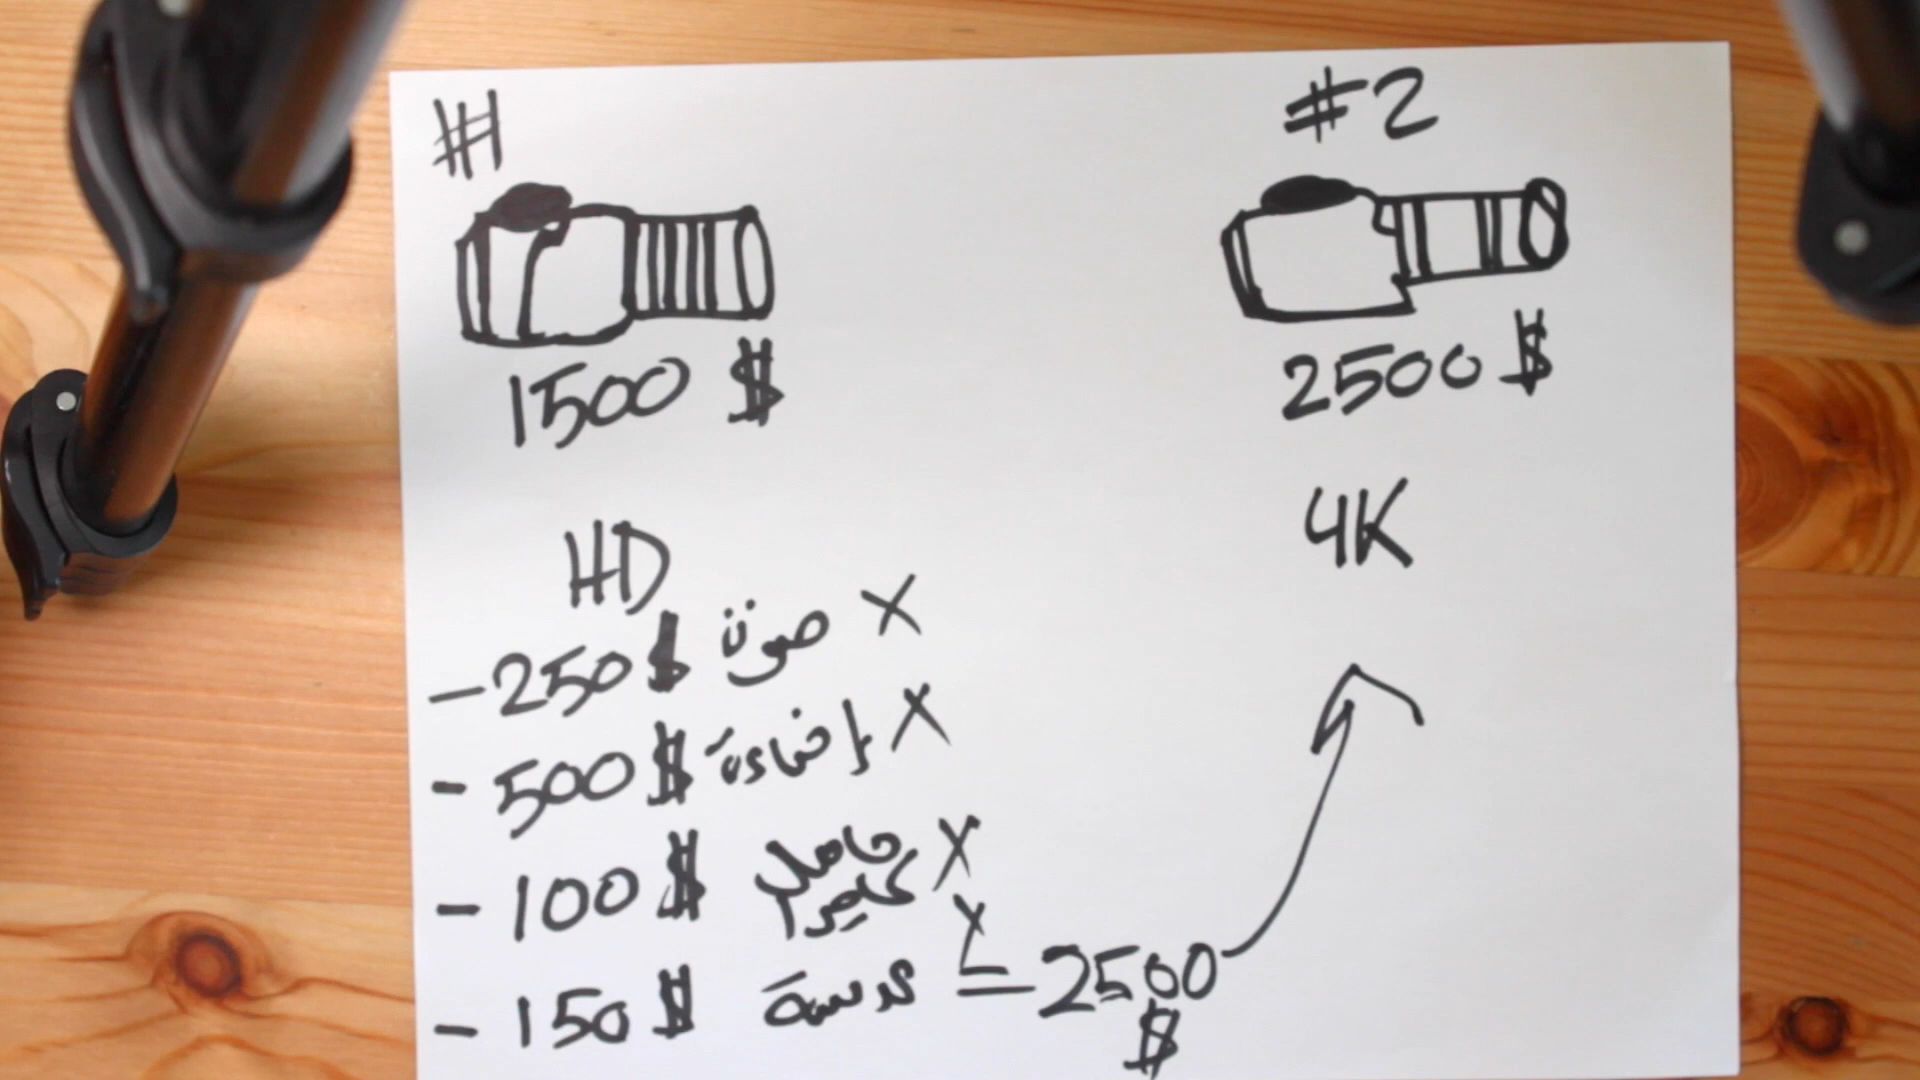 #1
1500 $
HD
- 250 $ صوت X
- 500 $ إضاءة X
- 100 $ حامل كاميرا X
- 150 $ عدسة X = 2500 $
#2
2500 $
4K